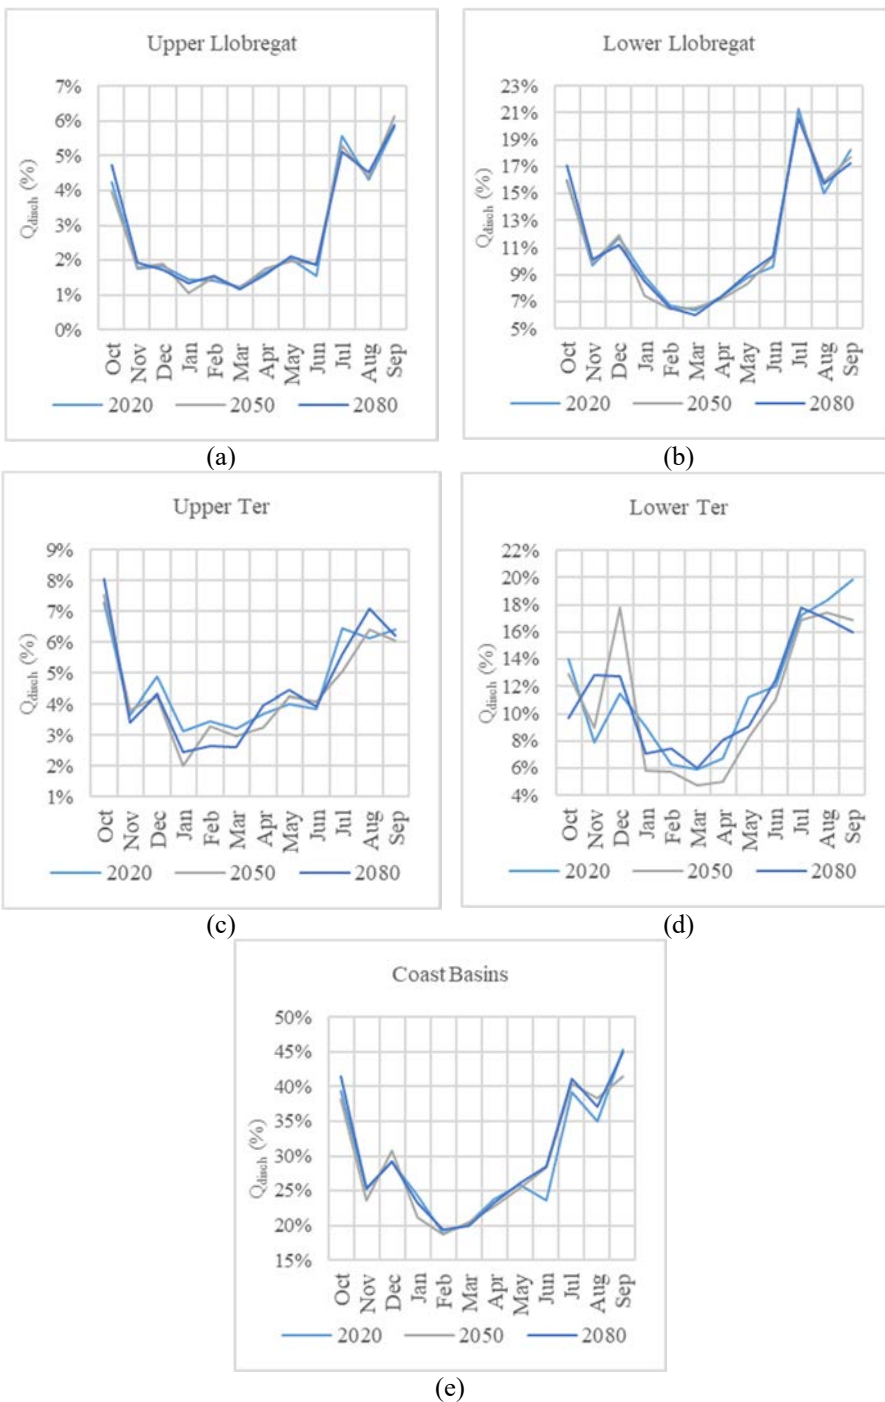 Upper Llobregat
Q_disch (%)
7%
6%
5%
4%
3%
2%
1%
0%
Oct Nov Dec Jan Feb Mar Apr May Jun Jul Aug Sep
2020 2050 2080
(a)
Lower Llobregat
Q_disch (%)
23%
21%
19%
17%
15%
13%
11%
9%
7%
5%
Oct Nov Dec Jan Feb Mar Apr May Jun Jul Aug Sep
2020 2050 2080
(b)
Upper Ter
Q_disch (%)
9%
8%
7%
6%
5%
4%
3%
2%
1%
Oct Nov Dec Jan Feb Mar Apr May Jun Jul Aug Sep
2020 2050 2080
(c)
Lower Ter
Q_disch (%)
22%
20%
18%
16%
14%
12%
10%
8%
6%
4%
Oct Nov Dec Jan Feb Mar Apr May Jun Jul Aug Sep
2020 2050 2080
(d)
Coast Basins
Q_disch (%)
50%
45%
40%
35%
30%
25%
20%
15%
Oct Nov Dec Jan Feb Mar Apr May Jun Jul Aug Sep
2020 2050 2080
(e)